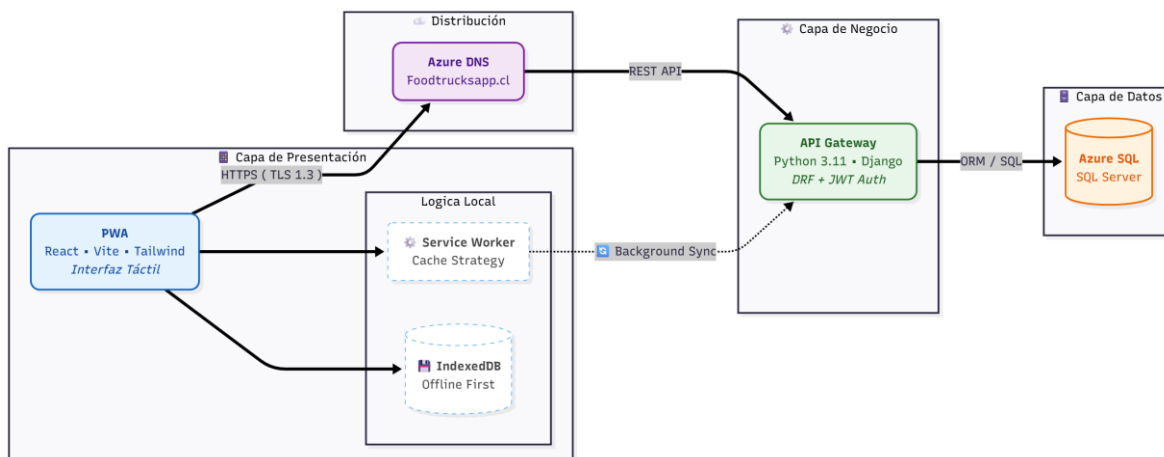 Distribución
Azure DNS
Foodtrucksapp.cl
Capa de Negocio
REST API
Capa de Datos
API Gateway
Python 3.11 ▪ Django
DRF + JWT Auth
ORM / SQL
Azure SQL
SQL Server
Capa de Presentación
HTTPS ( TLS 1.3 )
Logica Local
PWA
React ▪ Vite ▪ Tailwind
Interfaz Táctil
Service Worker
Cache Strategy
Background Sync
IndexedDB
Offline First